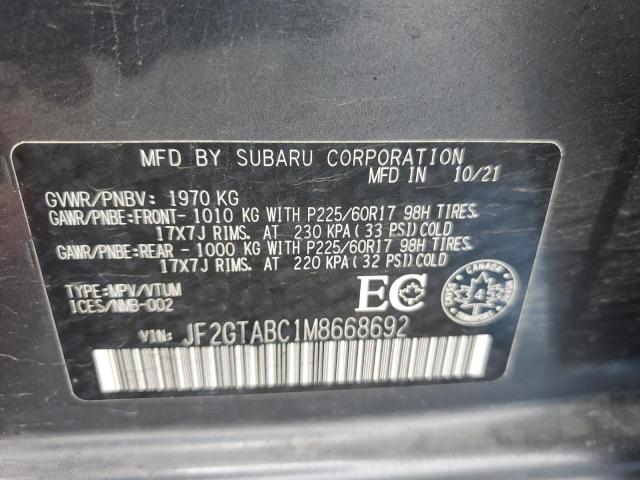 MFD BY SUBARU CORPORATION
MFD IN 10/21
GVWR/PNBV: 1970 KG
GAWR/PNBE:FRONT- 1010 KG WITH P225/60R17 98H TIRES.
17X7J RIMS. AT 230 KPA( 33 PSI)COLD
GAWR/PNBE:REAR - 1000 KG WITH P225/60R17 98H TIRES.
17X7J RIMS. AT 220 KPA( 32 PSI)COLD
TYPE:MPV/VTUM
ICES/NMB-002
EC
CANADA
4
TRANSPORT
VIN: JF2GTABC1M8668692